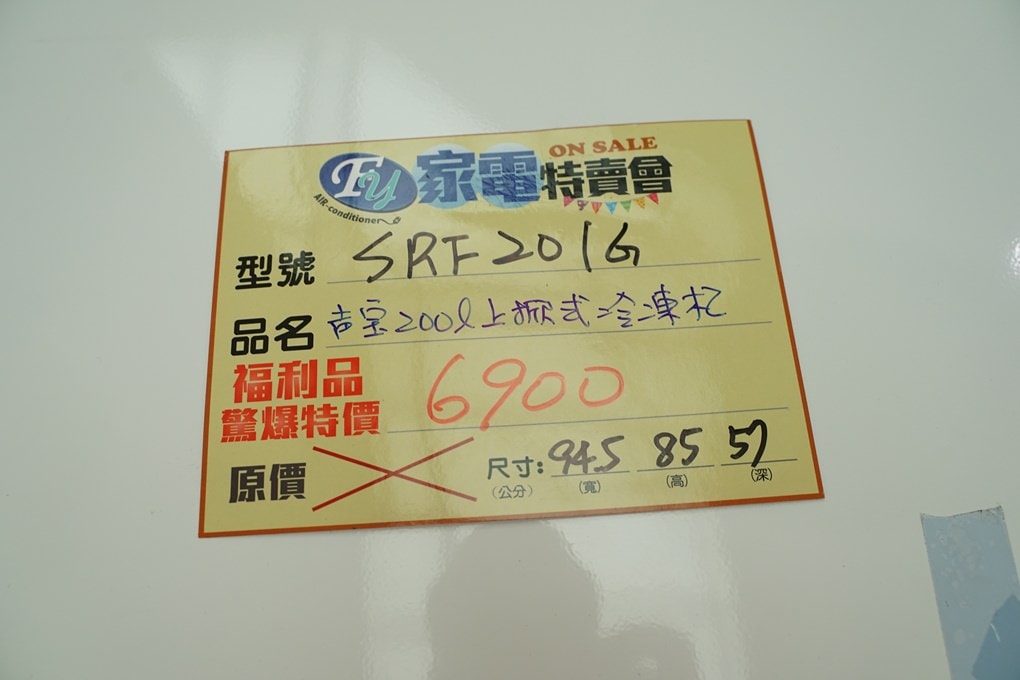 FY
AIR-conditioner
家電特賣會
ON SALE
型號 SRF201G
品名 吉宝200l上掀式冷凍柜
福利品
驚爆特價 6900
原價
尺寸: 94.5 85 57
(公分) (寬) (高) (深)